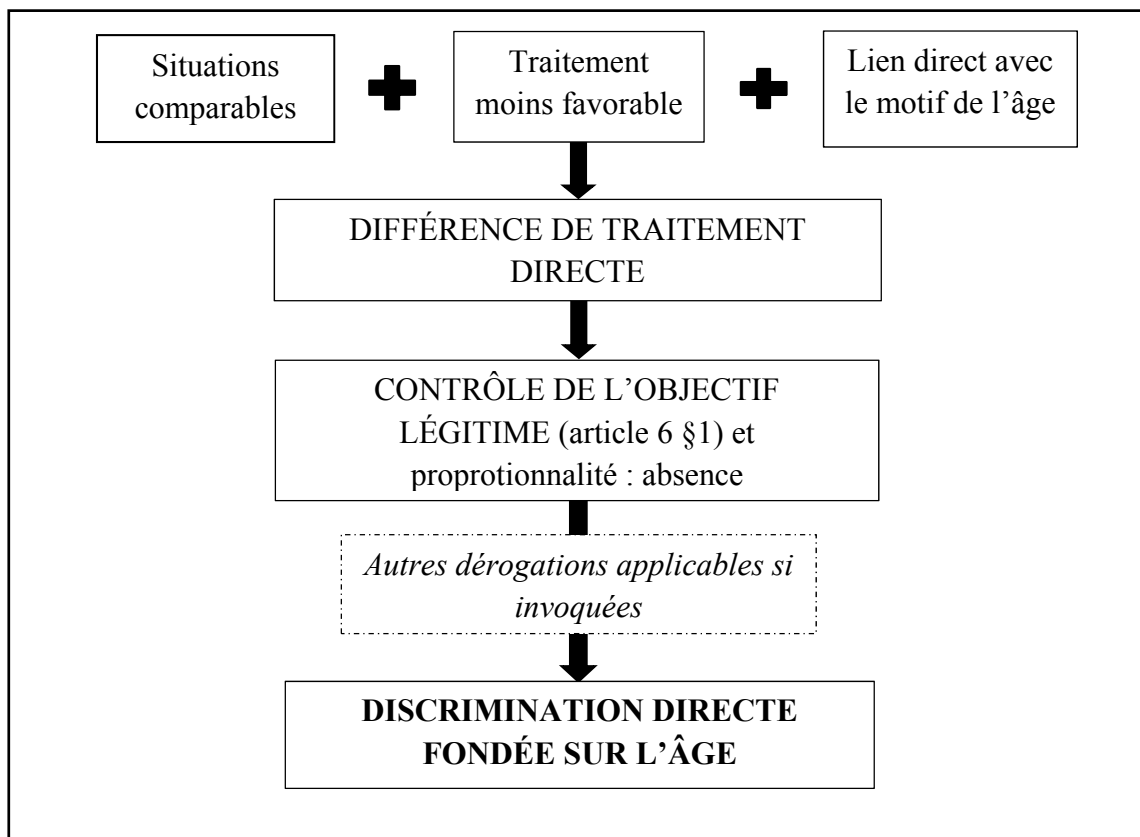 Situations
comparables
Traitement
moins favorable
Lien direct avec
le motif de l’âge
DIFFÉRENCE DE TRAITEMENT
DIRECTE
CONTRÔLE DE L’OBJECTIF
LÉGITIME (article 6 §1) et
proprotionnalité : absence
Autres dérogations applicables si
invoquées
DISCRIMINATION DIRECTE
FONDÉE SUR L’ÂGE